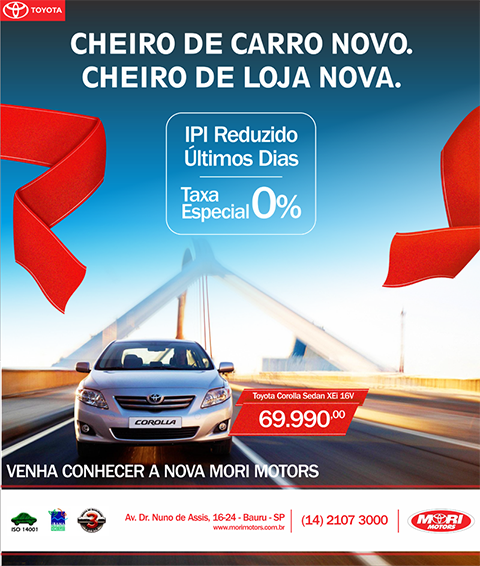 TOYOTA
CHEIRO DE CARRO NOVO.
CHEIRO DE LOJA NOVA.
IPI Reduzido
Últimos Dias
Taxa
Especial 0%
Toyota Corolla Sedan XEi 16V
69.990,00
COROLLA
VENHA CONHECER A NOVA MORI MOTORS
ISO 14001
3
Av. Dr. Nuno de Assis, 16-24 - Bauru - SP
www.morimotors.com.br
(14) 2107 3000
MORI
MOTORS